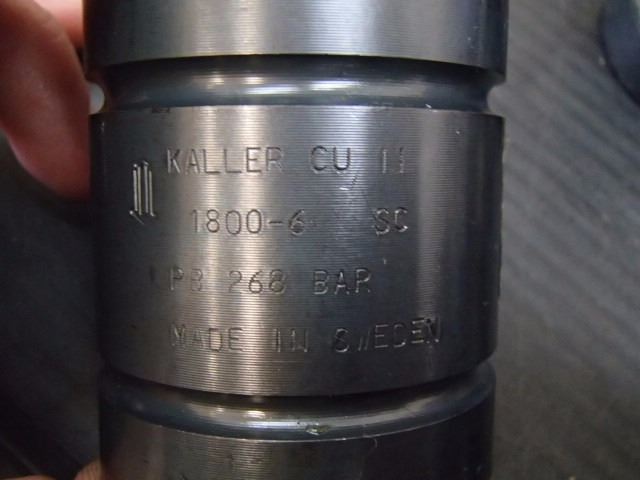 KALLER CU 11
1800-6 SC
PB 268 BAR
MADE IN SWEDEN